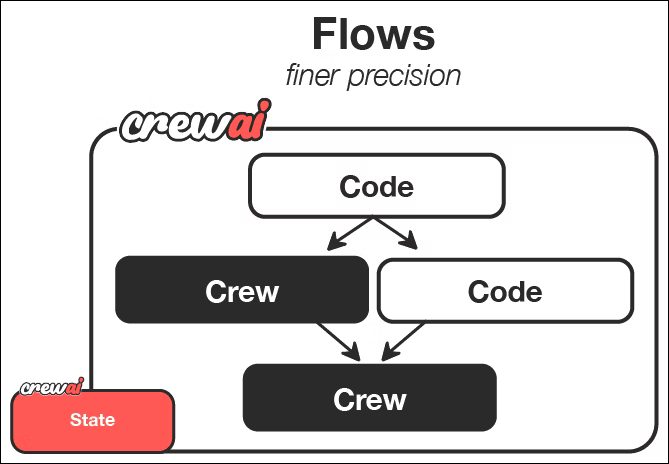 Flows
finer precision
crewai
Code
Crew
Code
Crew
crewai
State